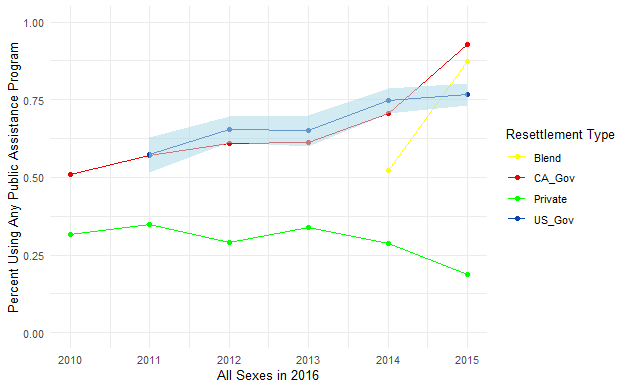 Percent Using Any Public Assistance Program
1.00
0.75
0.50
0.25
0.00
2010 2011 2012 2013 2014 2015
All Sexes in 2016
Resettlement Type
Blend
CA_Gov
Private
US_Gov